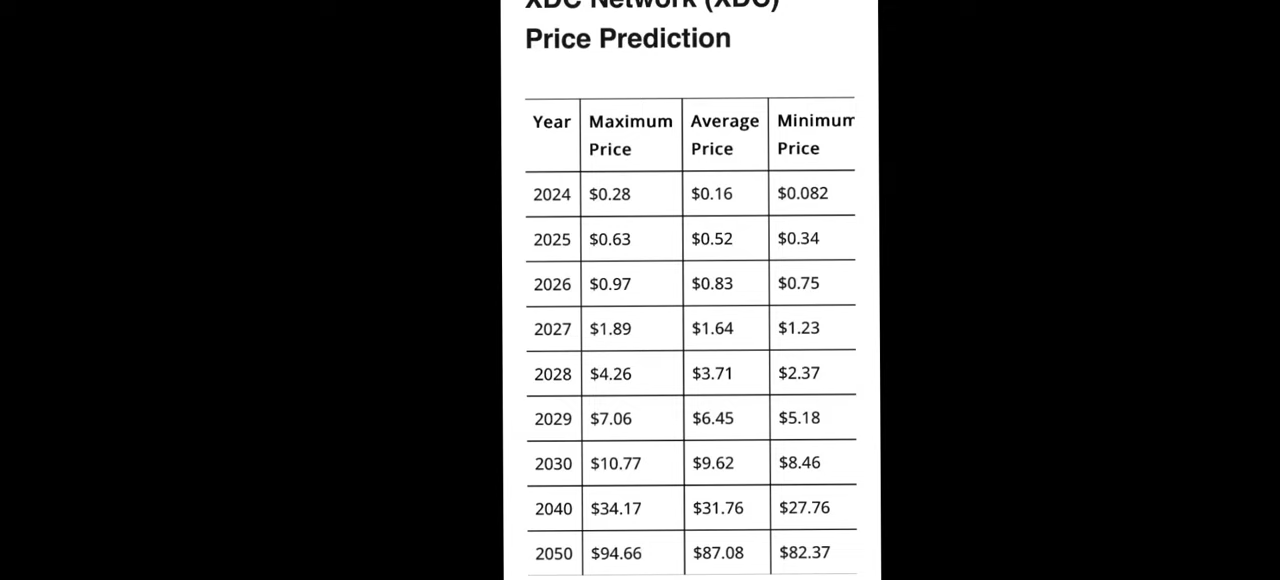 XDC Network (XDC)
Price Prediction
Year Maximum Price Average Price Minimum Price
2024 $0.28 $0.16 $0.082
2025 $0.63 $0.52 $0.34
2026 $0.97 $0.83 $0.75
2027 $1.89 $1.64 $1.23
2028 $4.26 $3.71 $2.37
2029 $7.06 $6.45 $5.18
2030 $10.77 $9.62 $8.46
2040 $34.17 $31.76 $27.76
2050 $94.66 $87.08 $82.37